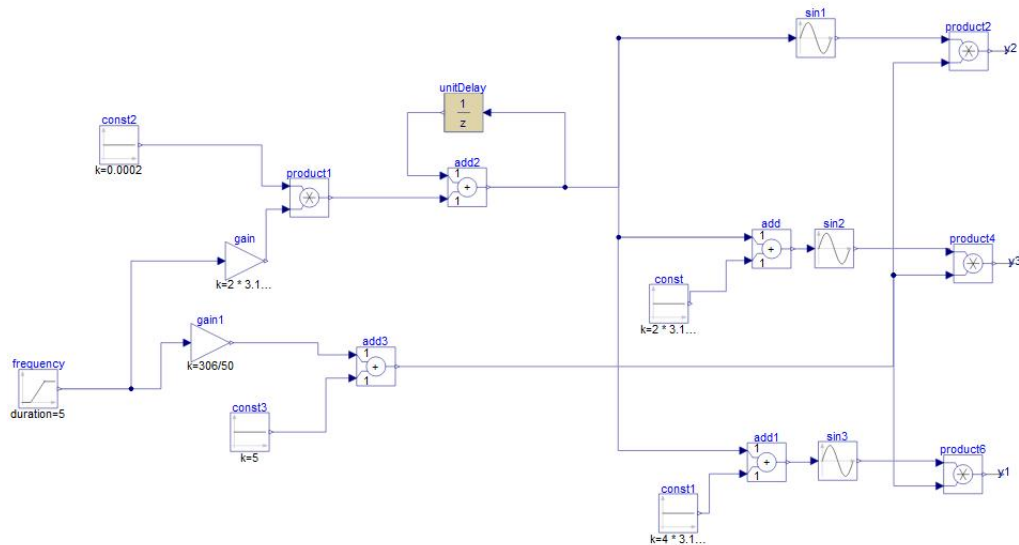 sin1
product2
y2
unitDelay
1
z
const2
k=0.0002
product1
add2
1
+
1
gain
k=2 * 3.1...
add
1
+
1
sin2
product4
y3
const
k=2 * 3.1...
gain1
k=306/50
add3
1
+
1
frequency
duration=5
const3
k=5
add1
1
+
1
sin3
product6
y1
const1
k=4 * 3.1...